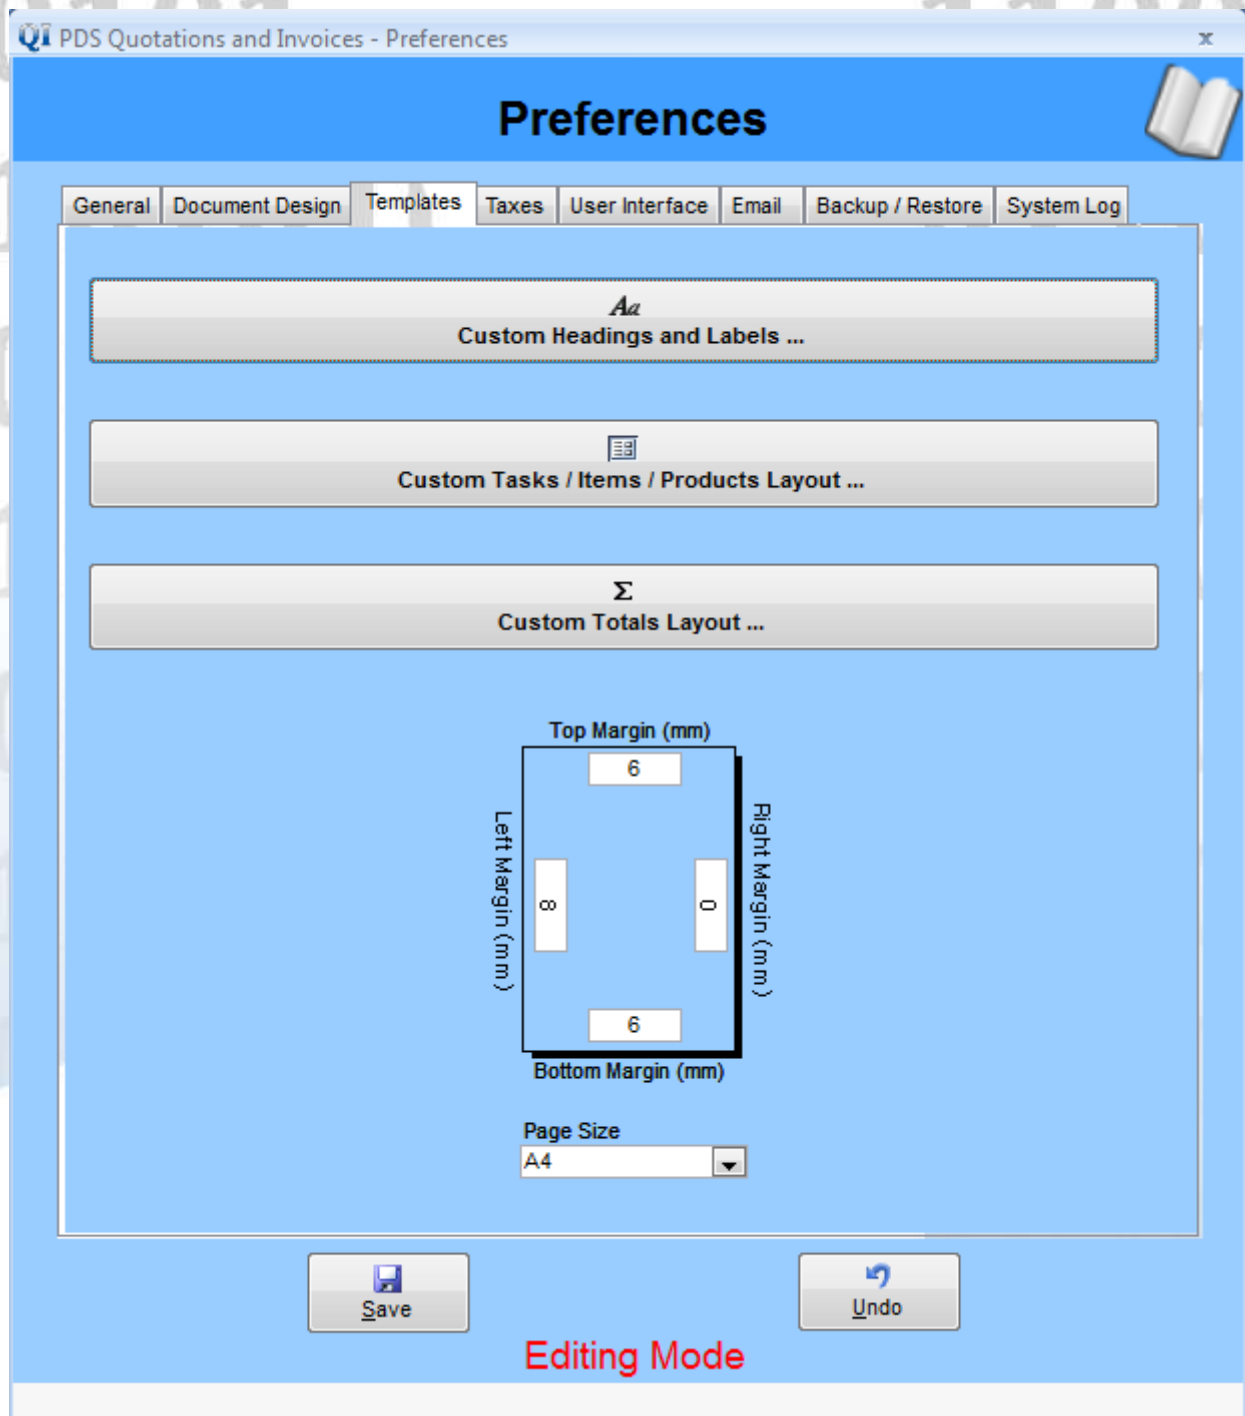 QI PDS Quotations and Invoices - Preferences x
Preferences
General Document Design Templates Taxes User Interface Email Backup / Restore System Log
Aa
Custom Headings and Labels ...
Custom Tasks / Items / Products Layout ...
Σ
Custom Totals Layout ...
Top Margin (mm)
6
Left Margin (mm)
8
0
Right Margin (mm)
6
Bottom Margin (mm)
Page Size
A4
Save
Undo
Editing Mode